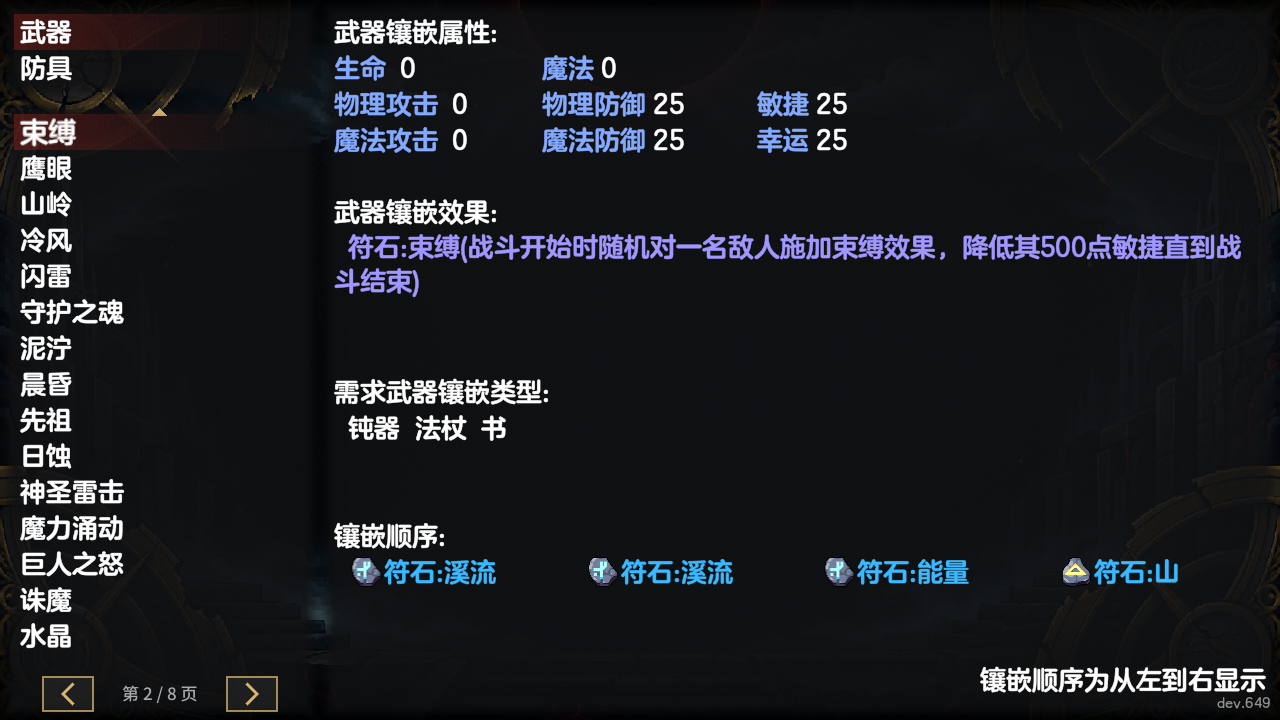 武器
防具
束缚
鹰眼
山岭
冷风
闪雷
守护之魂
泥泞
晨昏
先祖
日蚀
神圣雷击
魔力涌动
巨人之怒
诛魔
水晶
第 2 / 8 页
武器镶嵌属性:
生命 0 魔法 0
物理攻击 0 物理防御 25 敏捷 25
魔法攻击 0 魔法防御 25 幸运 25
武器镶嵌效果:
符石:束缚(战斗开始时随机对一名敌人施加束缚效果，降低其500点敏捷直到战
斗结束)
需求武器镶嵌类型:
钝器 法杖 书
镶嵌顺序:
符石:溪流 符石:溪流 符石:能量 符石:山
镶嵌顺序为从左到右显示
dev.649